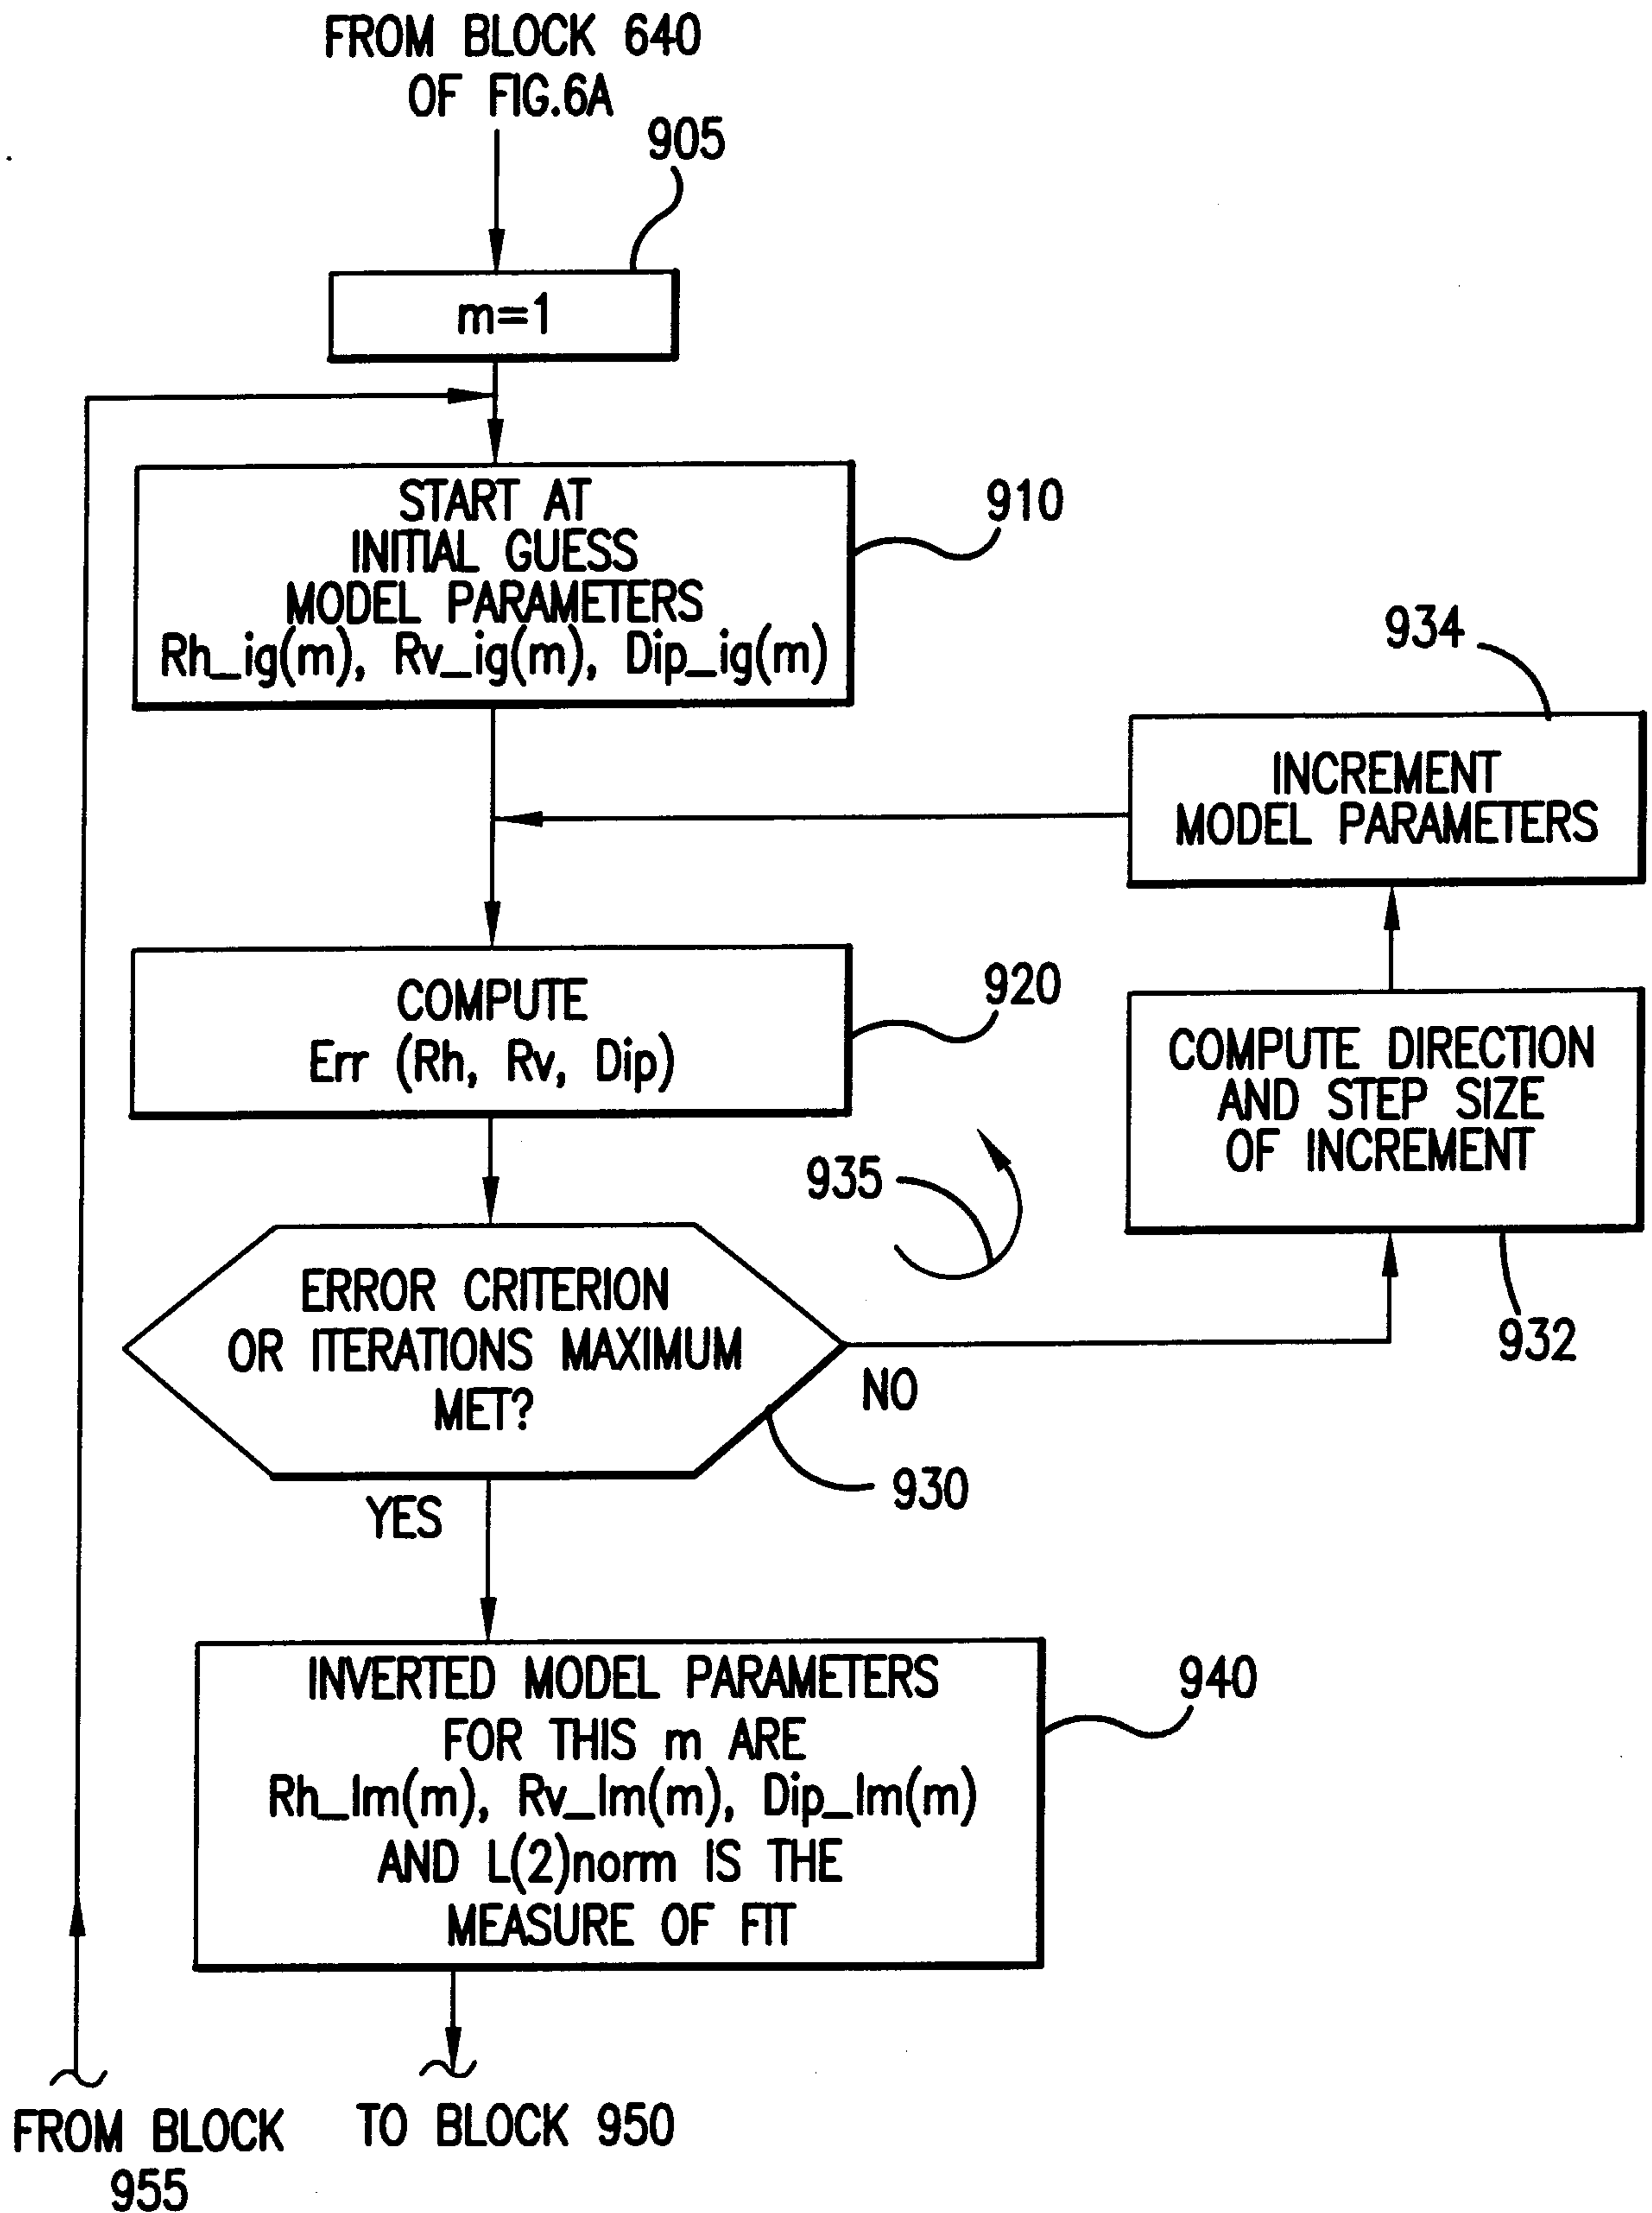 FROM BLOCK 640
OF FIG.6A
905
m=1
START AT
INITIAL GUESS
MODEL PARAMETERS
Rh_ig(m), Rv_ig(m), Dip_ig(m)
910
934
INCREMENT
MODEL PARAMETERS
COMPUTE
Err (Rh, Rv, Dip)
920
COMPUTE DIRECTION
AND STEP SIZE
OF INCREMENT
935
932
ERROR CRITERION
OR ITERATIONS MAXIMUM
MET?
NO
930
YES
INVERTED MODEL PARAMETERS
FOR THIS m ARE
Rh_Im(m), Rv_Im(m), Dip_Im(m)
AND L(2)norm IS THE
MEASURE OF FIT
940
FROM BLOCK
955
TO BLOCK 950